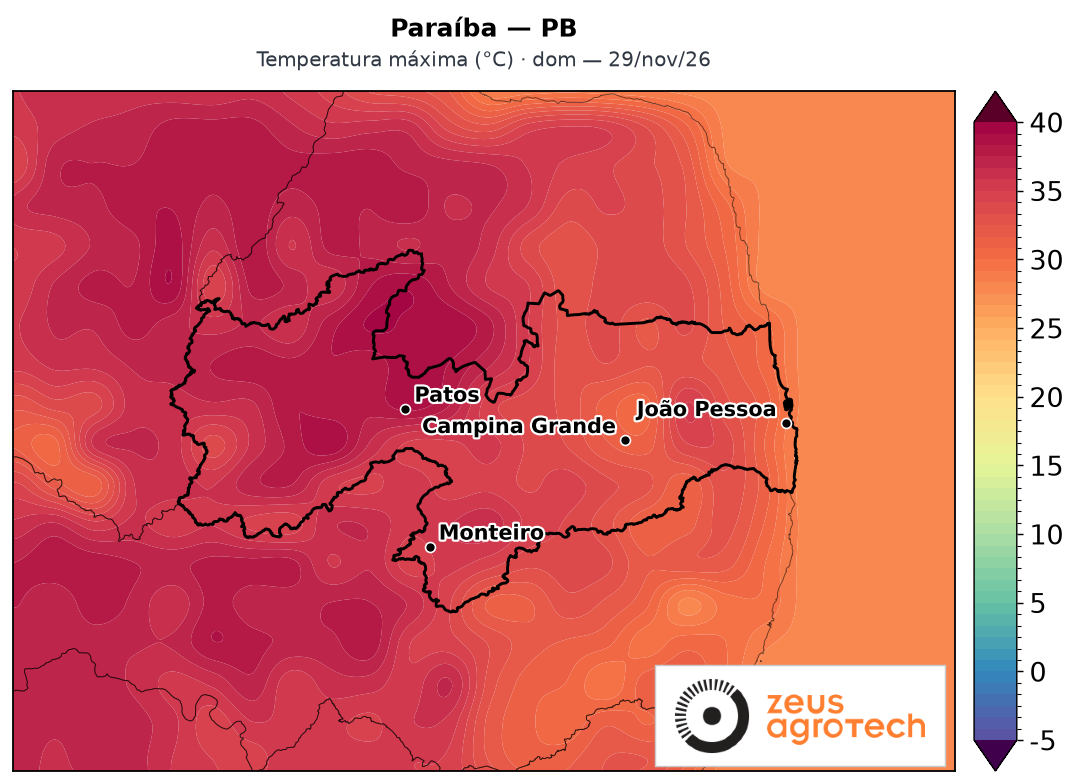 Paraíba — PB
Temperatura máxima (°C) · dom — 29/nov/26
40
35
30
25
20
15
10
5
0
-5
Patos
Campina Grande
João Pessoa
Monteiro
zeus
agrotech